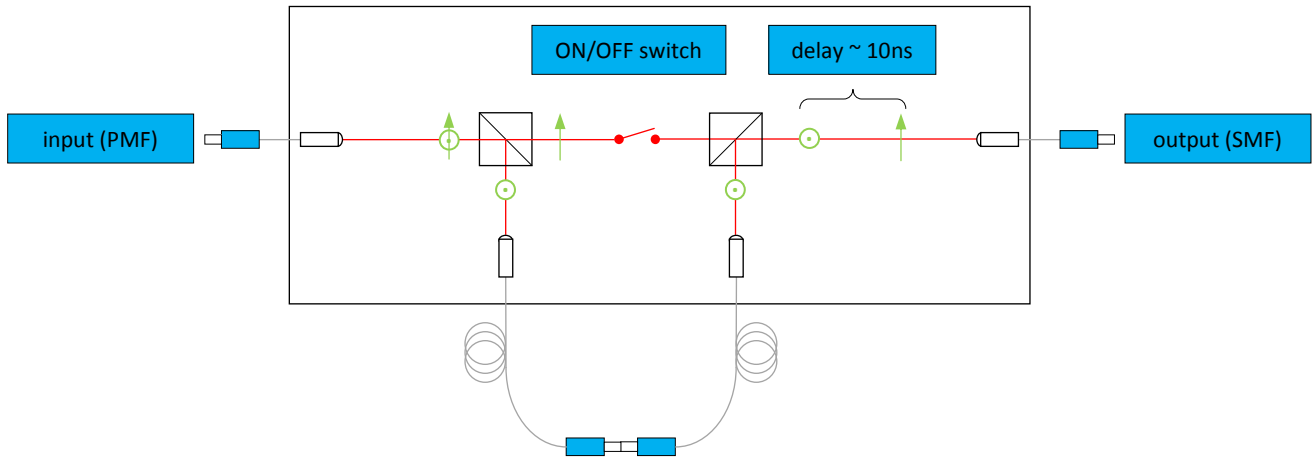 ON/OFF switch
delay ~ 10ns
input (PMF)
output (SMF)